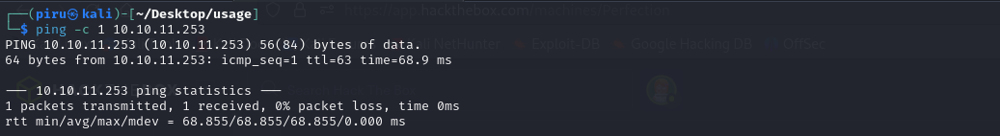 https://app.hackthebox.com/machines/Perfection
┌──(piru㉿kali)-[~/Desktop/usage]
└─$ ping -c 1 10.10.11.253
PING 10.10.11.253 (10.10.11.253) 56(84) bytes of data.
NetHunter Exploit-DB Google Hacking DB OffSec
64 bytes from 10.10.11.253: icmp_seq=1 ttl=63 time=68.9 ms
── 10.10.11.253 ping statistics ──
1 packets transmitted, 1 received, 0% packet loss, time 0ms
rtt min/avg/max/mdev = 68.855/68.855/68.855/0.000 ms